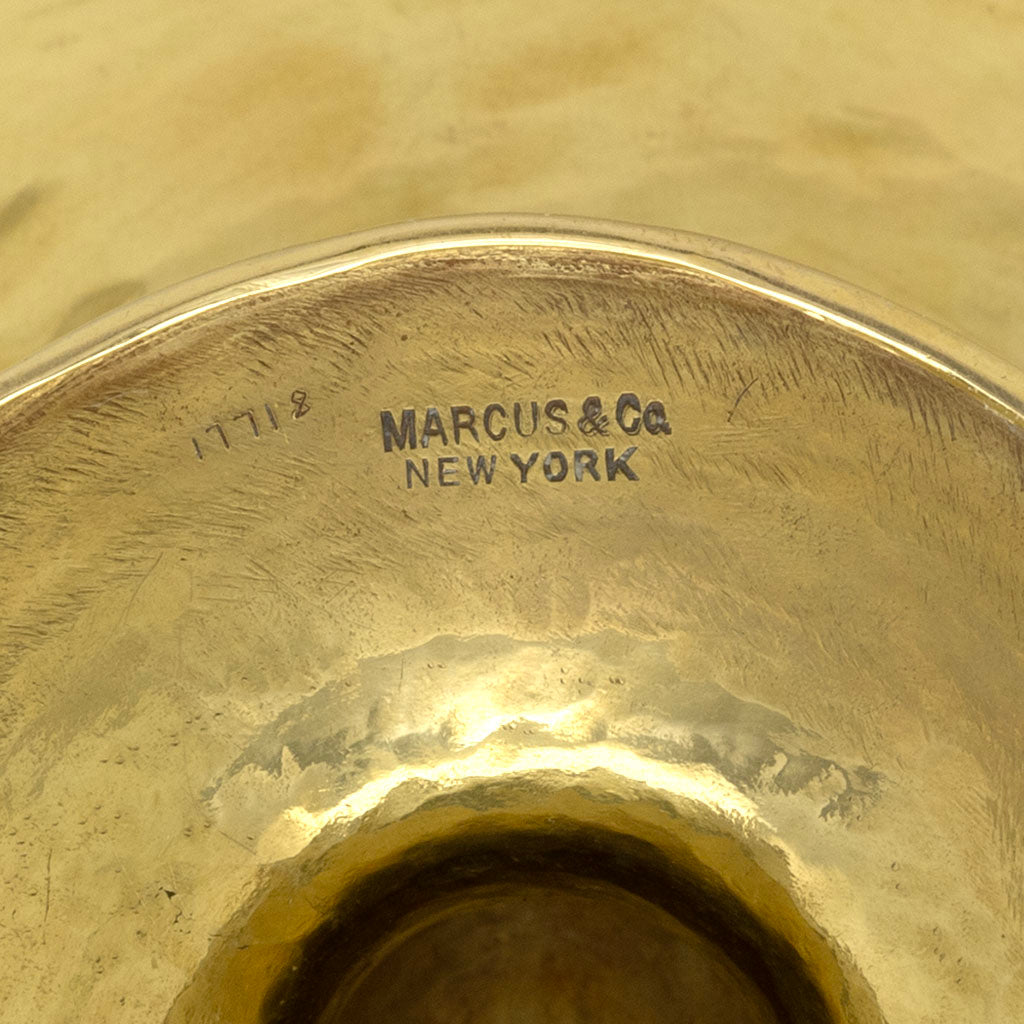 17718
MARCUS & Co.
NEW YORK